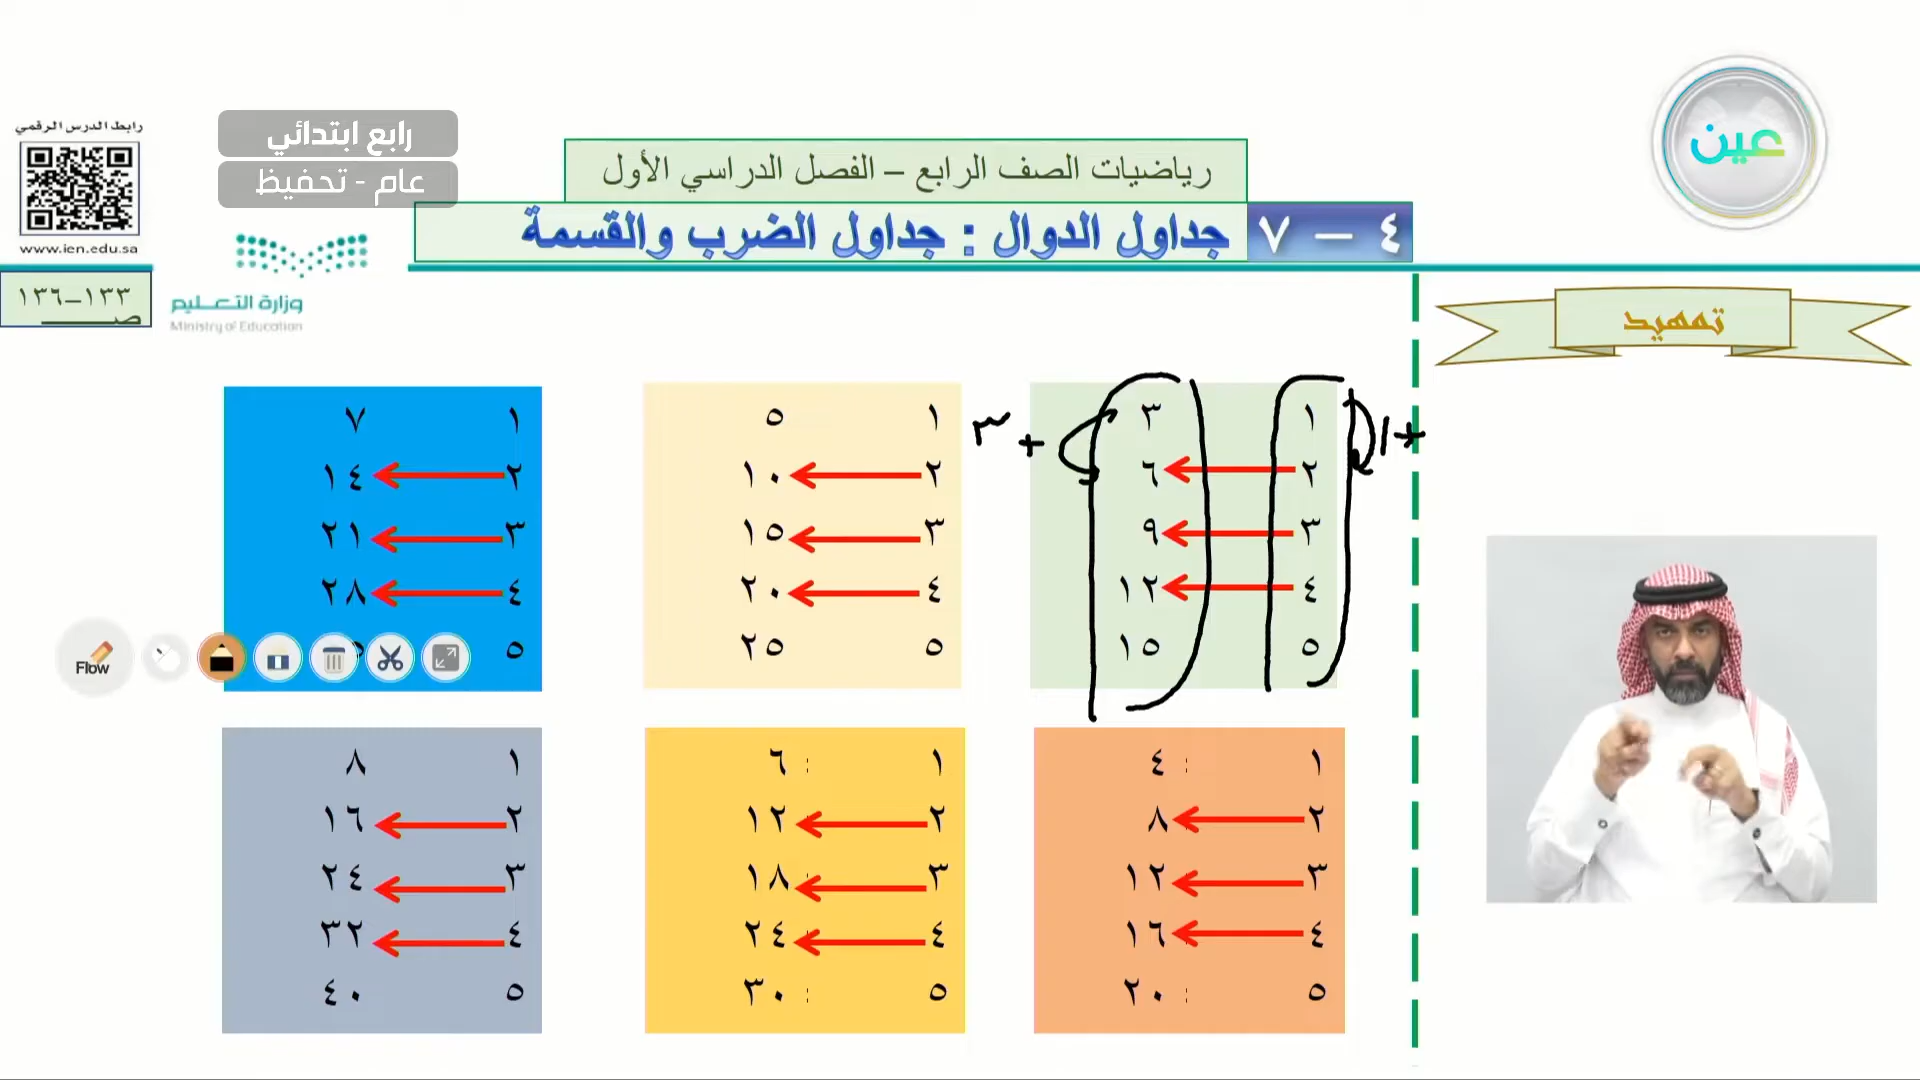 عين
رابط الدرس الرقمي
www.ien.edu.sa
رابع ابتدائي
عام - تحفيظ
رياضيات الصف الرابع – الفصل الدراسي الأول
٤ – ٧ جداول الدوال : جداول الضرب والقسمة
وزارة التعليم
Ministry of Education
١٣٣–١٣٦
صـ
تمهيد
١ ٣
٢ ٦
٣ ٩
٤ ١٢
٥ ١٥
+١
+ ٣
١ ٥
٢ ١٠
٣ ١٥
٤ ٢٠
٥ ٢٥
١ ٧
٢ ١٤
٣ ٢١
٤ ٢٨
٥
Flow
١ : ٤
٢ ٨
٣ ١٢
٤ ١٦
٥ : ٢٠
١ : ٦
٢ ١٢
٣ ١٨
٤ ٢٤
٥ : ٣٠
١ ٨
٢ ١٦
٣ ٢٤
٤ ٣٢
٥ ٤٠